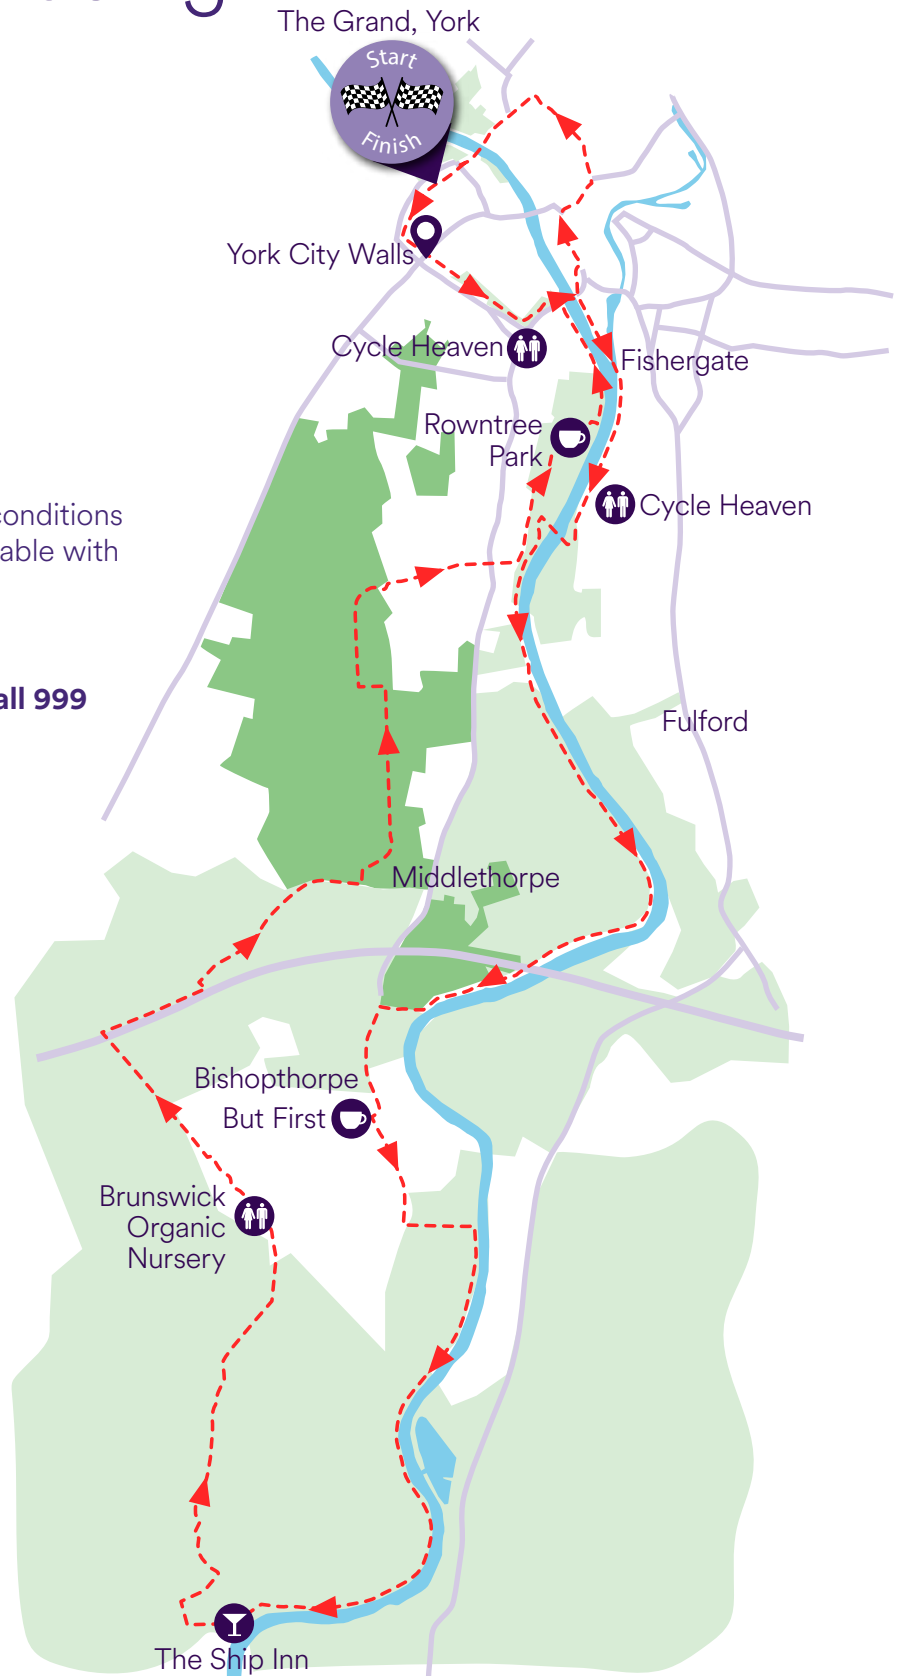 The Grand, York
Start
Finish
York City Walls
Cycle Heaven
Fishergate
Rowntree
Park
Cycle Heaven
conditions
able with
all 999
Fulford
Middlethorpe
Bishopthorpe
But First
Brunswick
Organic
Nursery
The Ship Inn